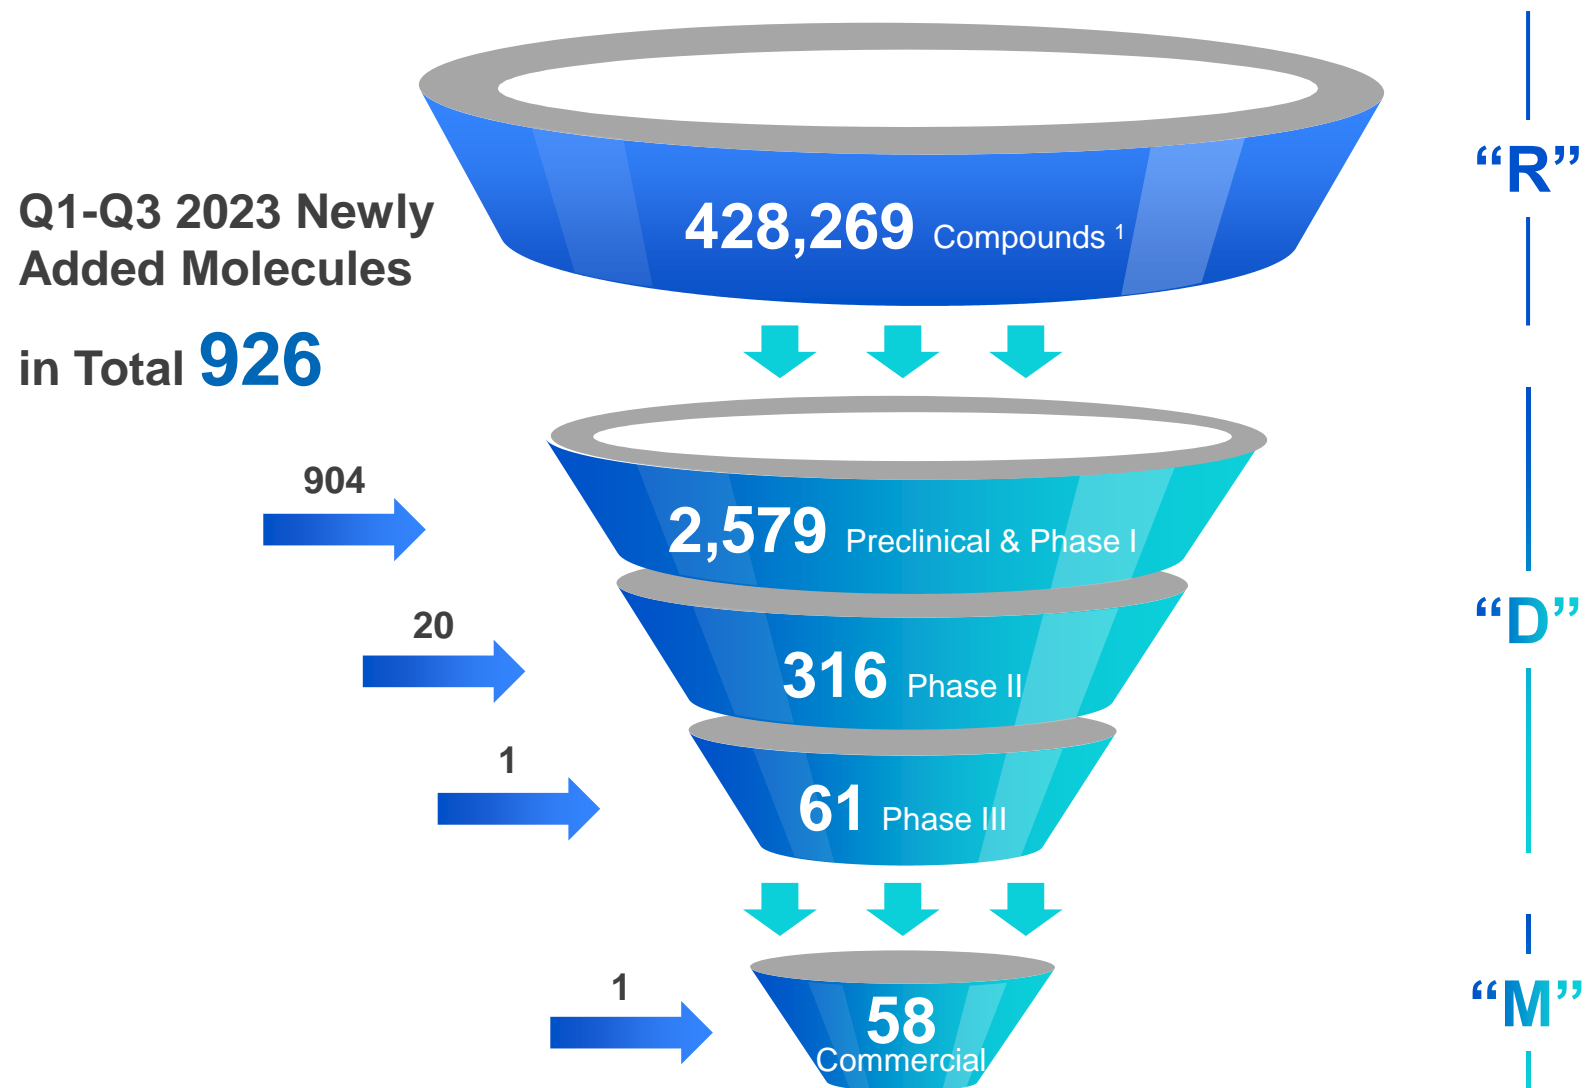 Q1-Q3 2023 Newly
Added Molecules
in Total 926
428,269 Compounds 1
“R”
904
2,579 Preclinical & Phase I
20
316 Phase II
“D”
1
61 Phase III
1
58
Commercial
“M”